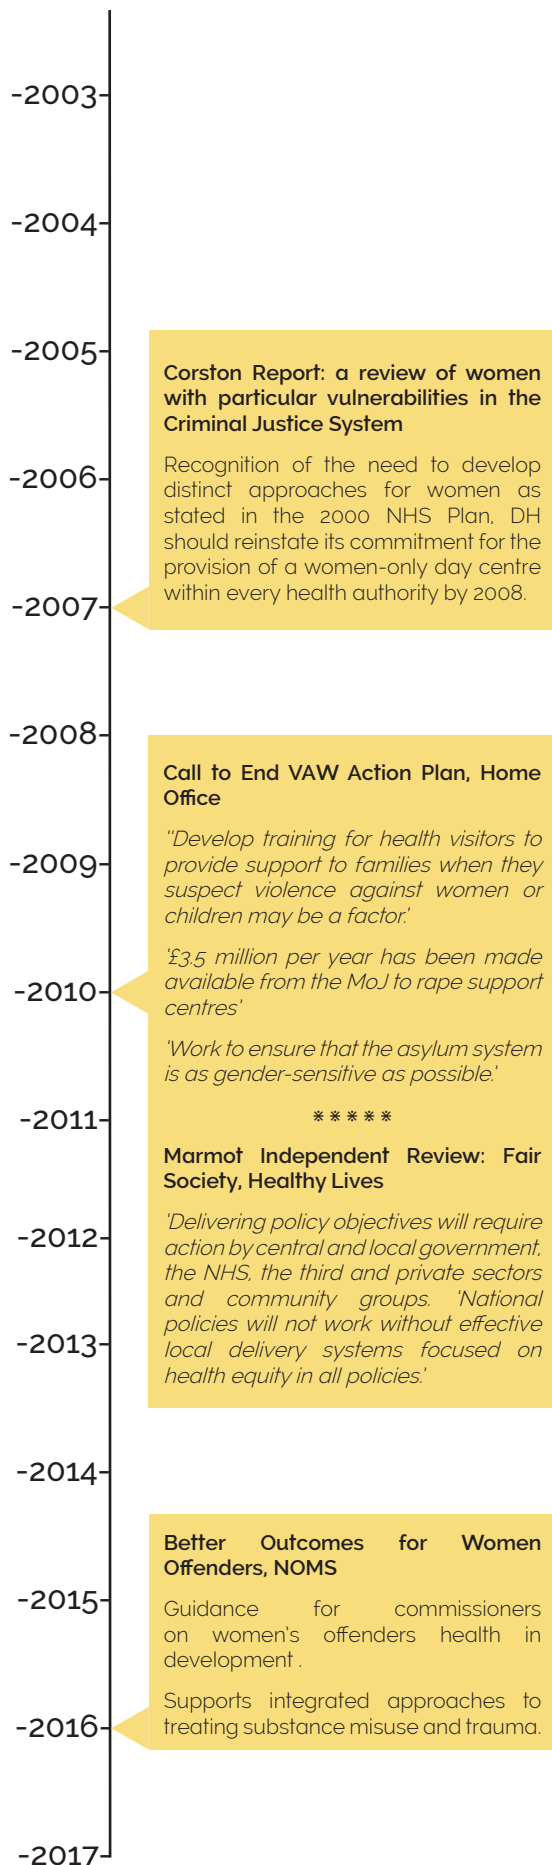 -2003-
-2004-
-2005-
Corston Report: a review of women
with particular vulnerabilities in the
Criminal Justice System
Recognition of the need to develop
distinct approaches for women as
stated in the 2000 NHS Plan, DH
should reinstate its commitment for the
provision of a women-only day centre
within every health authority by 2008.
-2006-
-2007-
-2008-
Call to End VAW Action Plan, Home
Office
‘‘Develop training for health visitors to
provide support to families when they
suspect violence against women or
children may be a factor.’
‘£3.5 million per year has been made
available from the MoJ to rape support
centres’
‘Work to ensure that the asylum system
is as gender-sensitive as possible.’
-2009-
-2010-
-2011-
* * * * *
Marmot Independent Review: Fair
Society, Healthy Lives
‘Delivering policy objectives will require
action by central and local government,
the NHS, the third and private sectors
and community groups. ‘National
policies will not work without effective
local delivery systems focused on
health equity in all policies.’
-2012-
-2013-
-2014-
Better Outcomes for Women
Offenders, NOMS
Guidance for commissioners
on women's offenders health in
development .
Supports integrated approaches to
treating substance misuse and trauma.
-2015-
-2016-
-2017-